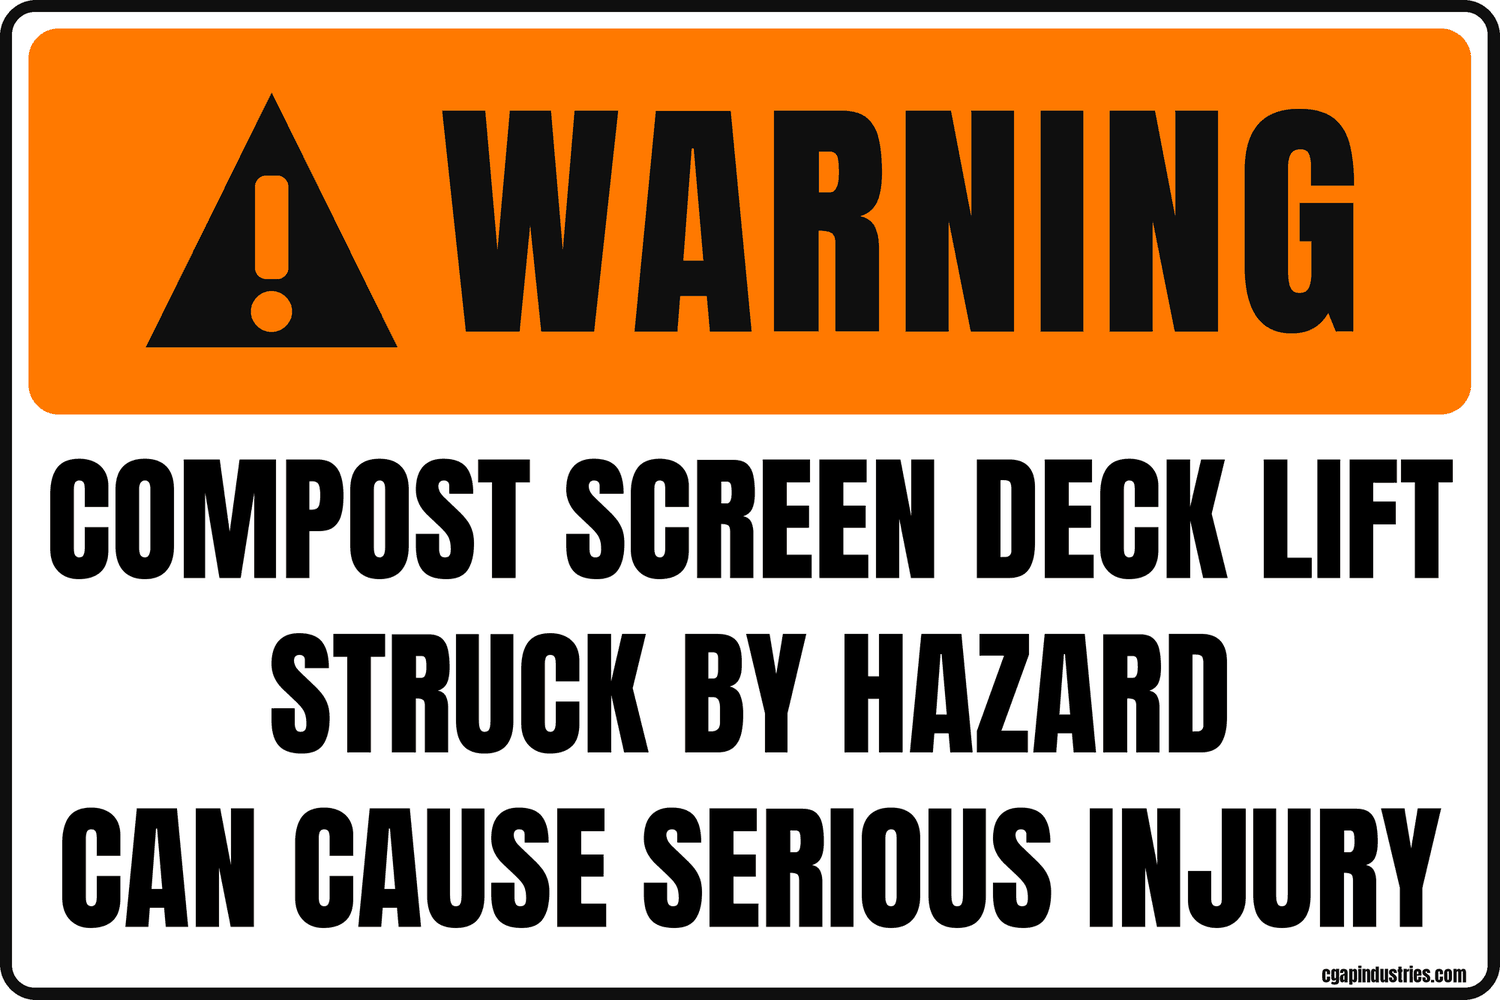 WARNING
COMPOST SCREEN DECK LIFT
STRUCK BY HAZARD
CAN CAUSE SERIOUS INJURY
cgapindustries.com